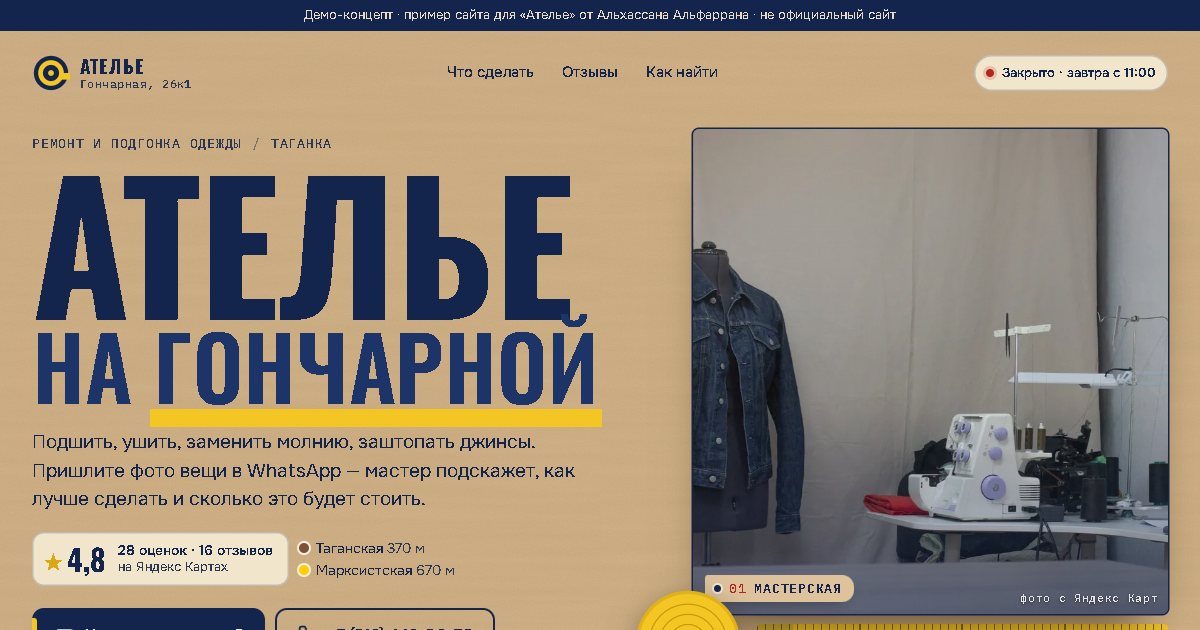 Демо-концепт · пример сайта для «Ателье» от Альхассана Альфаррана · не официальный сайт
АТЕЛЬЕ
Гончарная, 26к1
Что сделать
Отзывы
Как найти
Закрыто · завтра с 11:00
РЕМОНТ И ПОДГОНКА ОДЕЖДЫ / ТАГАНКА
АТЕЛЬЕ
НА ГОНЧАРНОЙ
Подшить, ушить, заменить молнию, заштопать джинсы.
Пришлите фото вещи в WhatsApp — мастер подскажет, как
лучше сделать и сколько это будет стоить.
4,8
28 оценок · 16 отзывов
на Яндекс Картах
Таганская 370 м
Марксистская 670 м
01 МАСТЕРСКАЯ
фото с Яндекс Карт